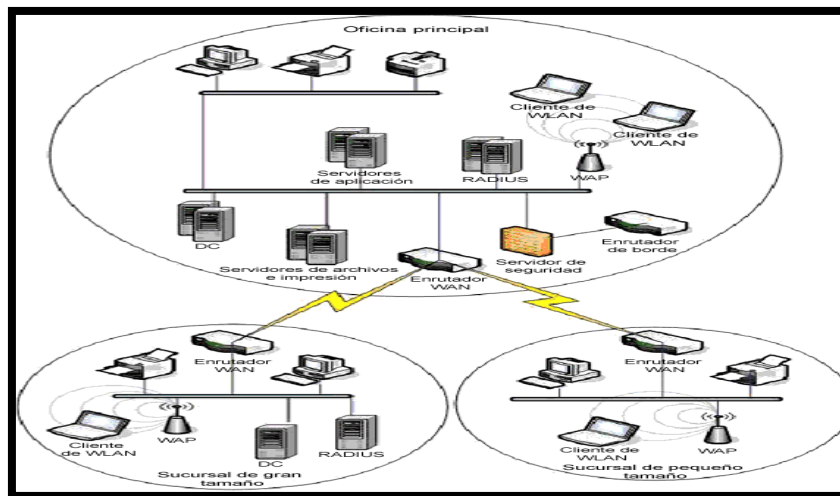 Oficina principal
Cliente de
WLAN
Cliente de
WLAN
WAP
Servidores
de aplicación
RADIUS
DC
Servidores de archivos
e impresión
Enrutador
WAN
Servidor de
seguridad
Enrutador
de borde
Enrutador
WAN
Cliente
de WLAN
WAP
DC
RADIUS
Sucursal de gran
tamaño
Enrutador
WAN
Cliente de
WLAN
WAP
Sucursal de pequeño
tamaño